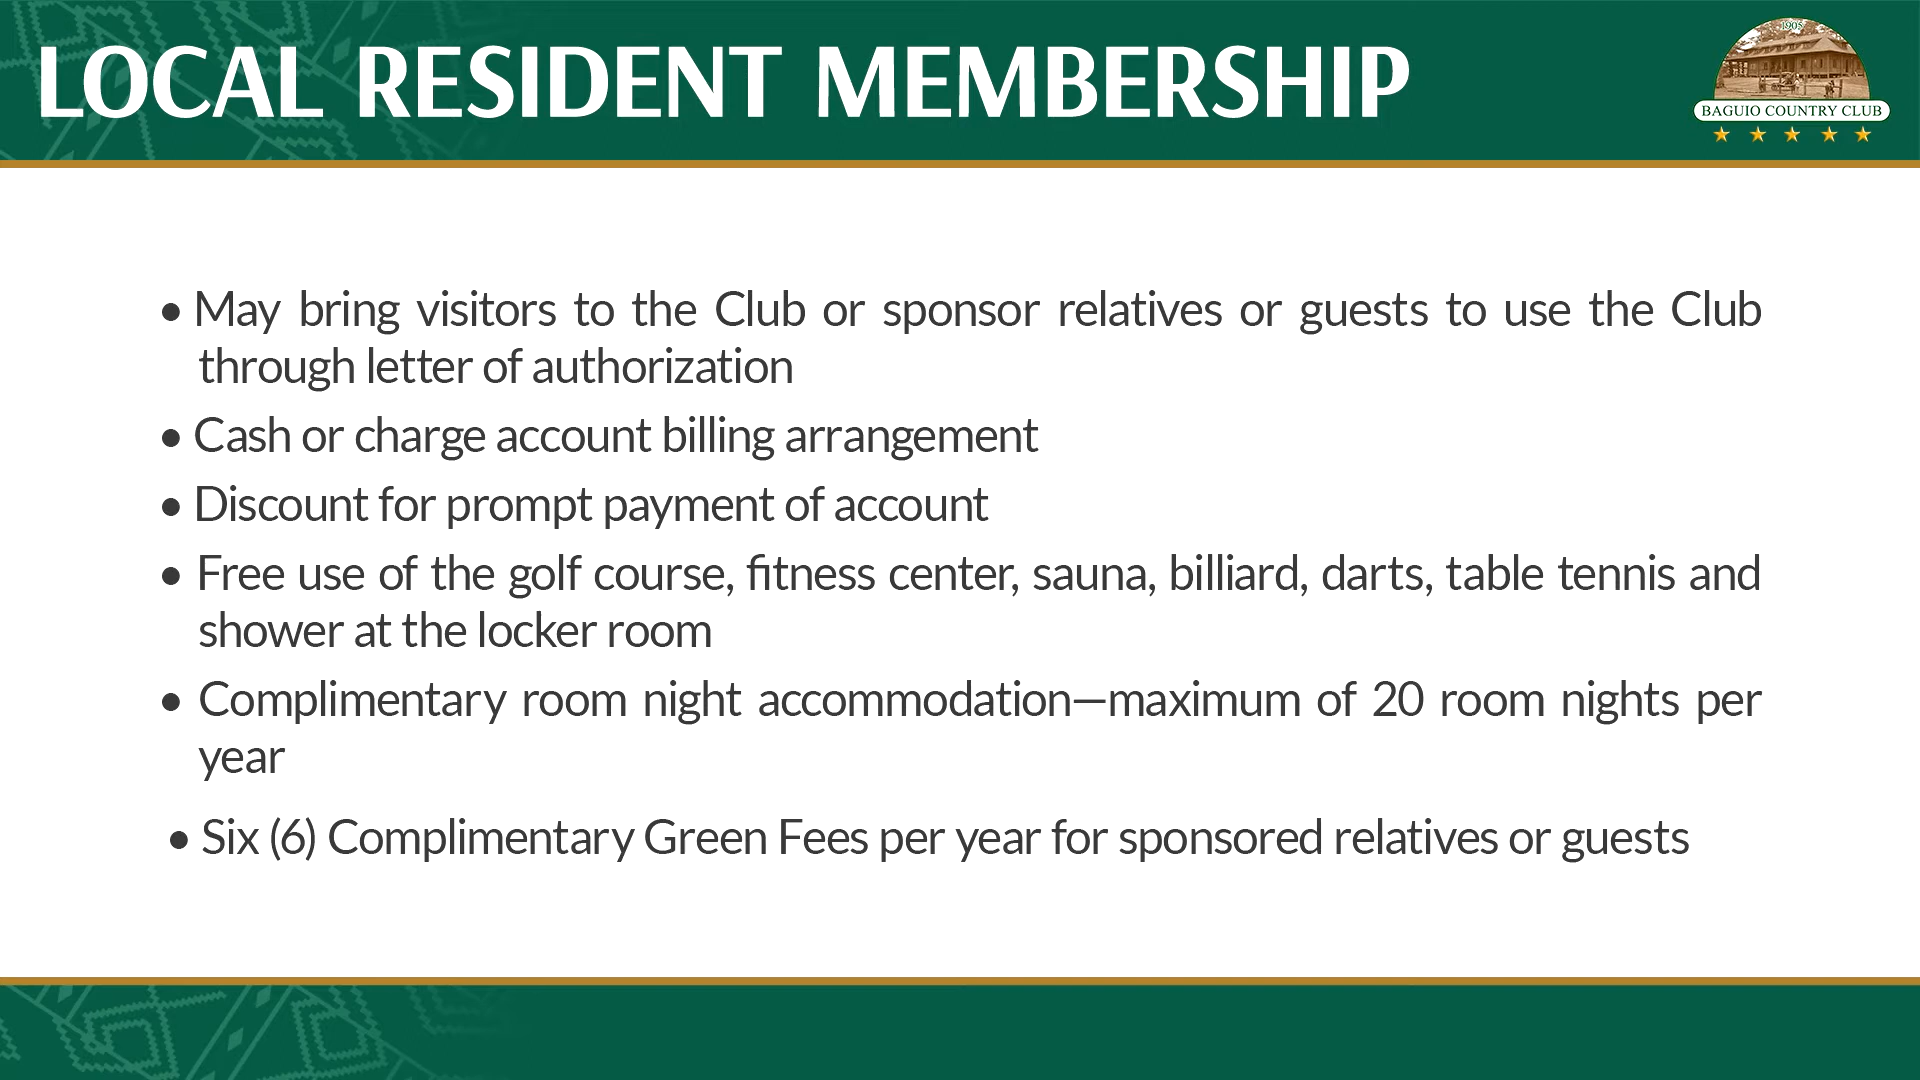 LOCAL RESIDENT MEMBERSHIP
1905
BAGUIO COUNTRY CLUB
• May bring visitors to the Club or sponsor relatives or guests to use the Club
through letter of authorization
• Cash or charge account billing arrangement
• Discount for prompt payment of account
• Free use of the golf course, fitness center, sauna, billiard, darts, table tennis and
shower at the locker room
• Complimentary room night accommodation—maximum of 20 room nights per
year
• Six (6) Complimentary Green Fees per year for sponsored relatives or guests